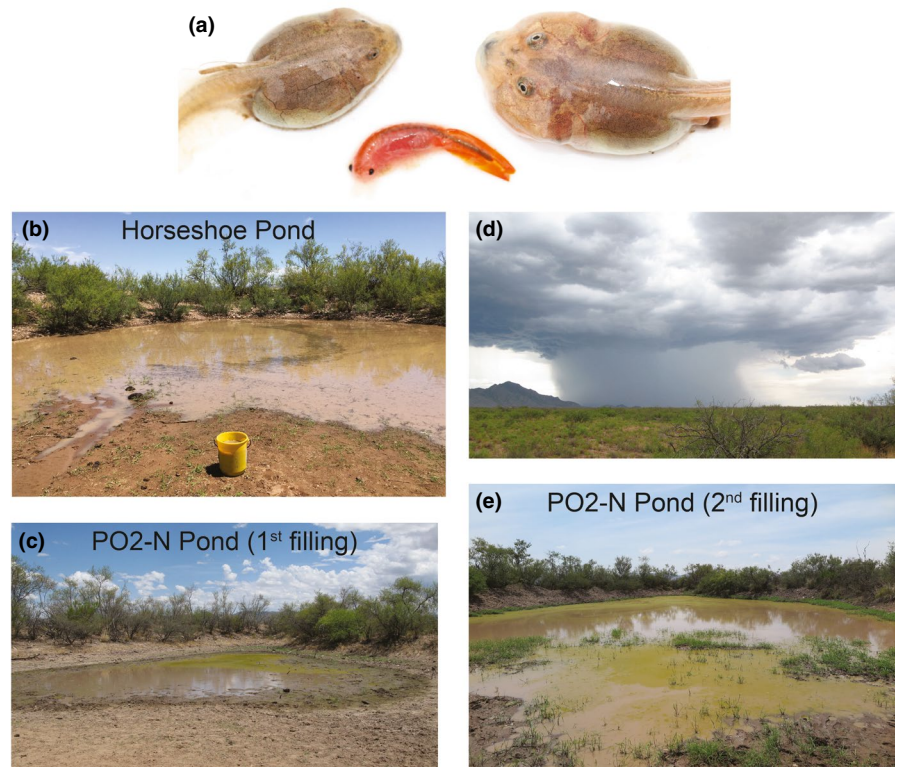 (a)
(b) Horseshoe Pond
(d)
(c) PO2-N Pond (1st filling)
(e) PO2-N Pond (2nd filling)